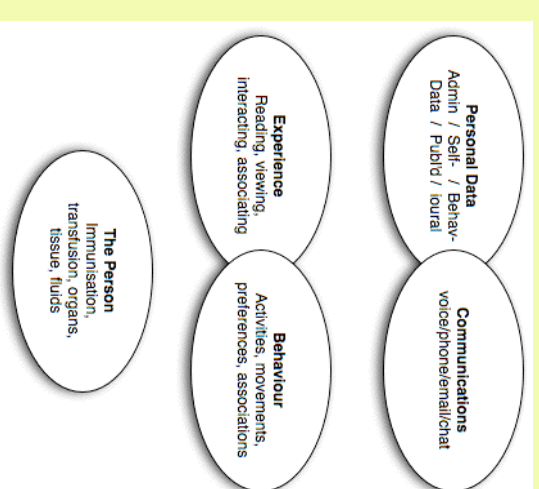 Personal Data
Admin / Self- / Behav-
Data / Publ'd / ioural
Communications
voice/phone/email/chat
Experience
Reading, viewing,
interacting, associating
Behaviour
Activities, movements,
preferences, associations
The Person
Immunisation,
transfusion, organs,
tissue, fluids